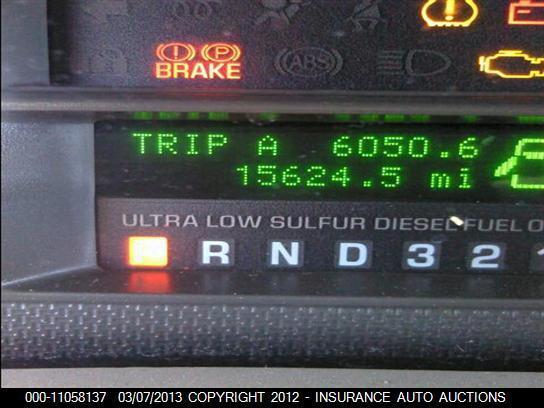 BRAKE
ABS
TRIP A 6050.6
15624.5 mi
ULTRA LOW SULFUR DIESEL FUEL O
P R N D 3 2 1
000-11058137 03/07/2013 COPYRIGHT 2012 - INSURANCE AUTO AUCTIONS